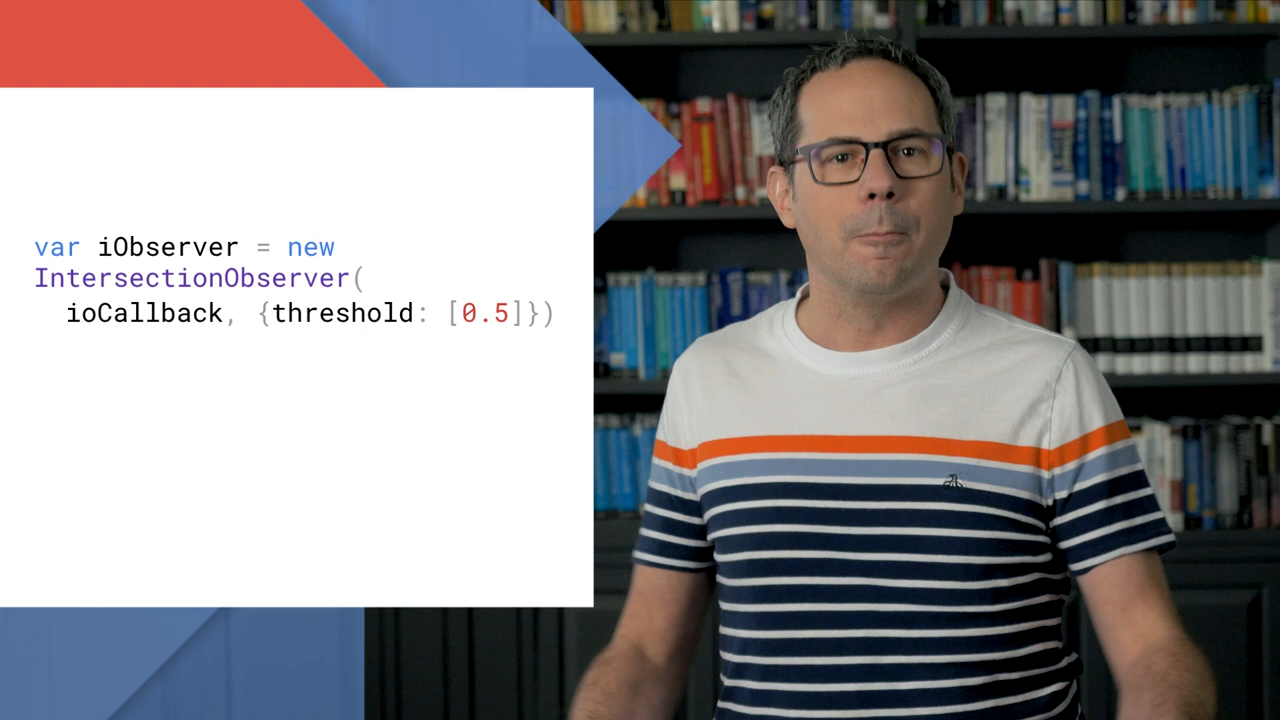 var iObserver = new
IntersectionObserver(
ioCallback, {threshold: [0.5]})